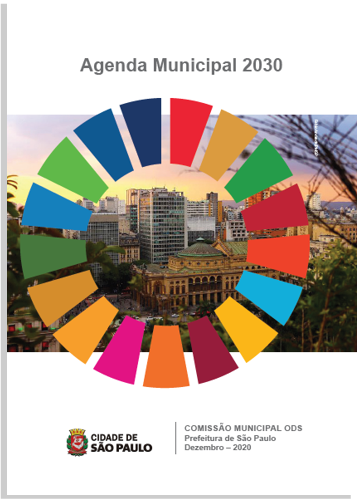 Agenda Municipal 2030
CIDADE DE
SÃO PAULO
COMISSÃO MUNICIPAL ODS
Prefeitura de São Paulo
Dezembro – 2020